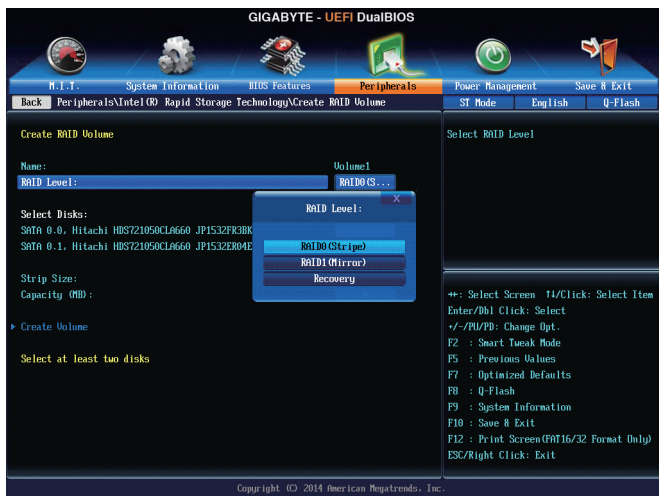 GIGABYTE - UEFI DualBIOS
M.I.T. System Information BIOS Features Peripherals Power Management Save & Exit
Back Peripherals\Intel(R) Rapid Storage Technology\Create RAID Volume ST Mode English Q-Flash
Create RAID Volume
Name: Volume1
RAID Level: RAID0(S...
Select Disks:
SATA 0.0, Hitachi HDS721050CLA660 JP1532FR3BK
SATA 0.1, Hitachi HDS721050CLA660 JP1532ER04E
Strip Size:
Capacity (MB):
Create Volume
Select at least two disks
X
RAID Level:
RAID0(Stripe)
RAID1(Mirror)
Recovery
Select RAID Level
→←: Select Screen ↑↓/Click: Select Item
Enter/Dbl Click: Select
+/-/PU/PD: Change Opt.
F2 : Smart Tweak Mode
F5 : Previous Values
F7 : Optimized Defaults
F8 : Q-Flash
F9 : System Information
F10 : Save & Exit
F12 : Print Screen(FAT16/32 Format Only)
ESC/Right Click: Exit
Copyright (C) 2014 American Megatrends, Inc.